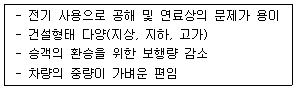 - 전기 사용으로 공해 및 연료상의 문제가 용이
- 건설형태 다양(지상, 지하, 고가)
- 승객의 환승을 위한 보행량 감소
- 차량의 중량이 가벼운 편임